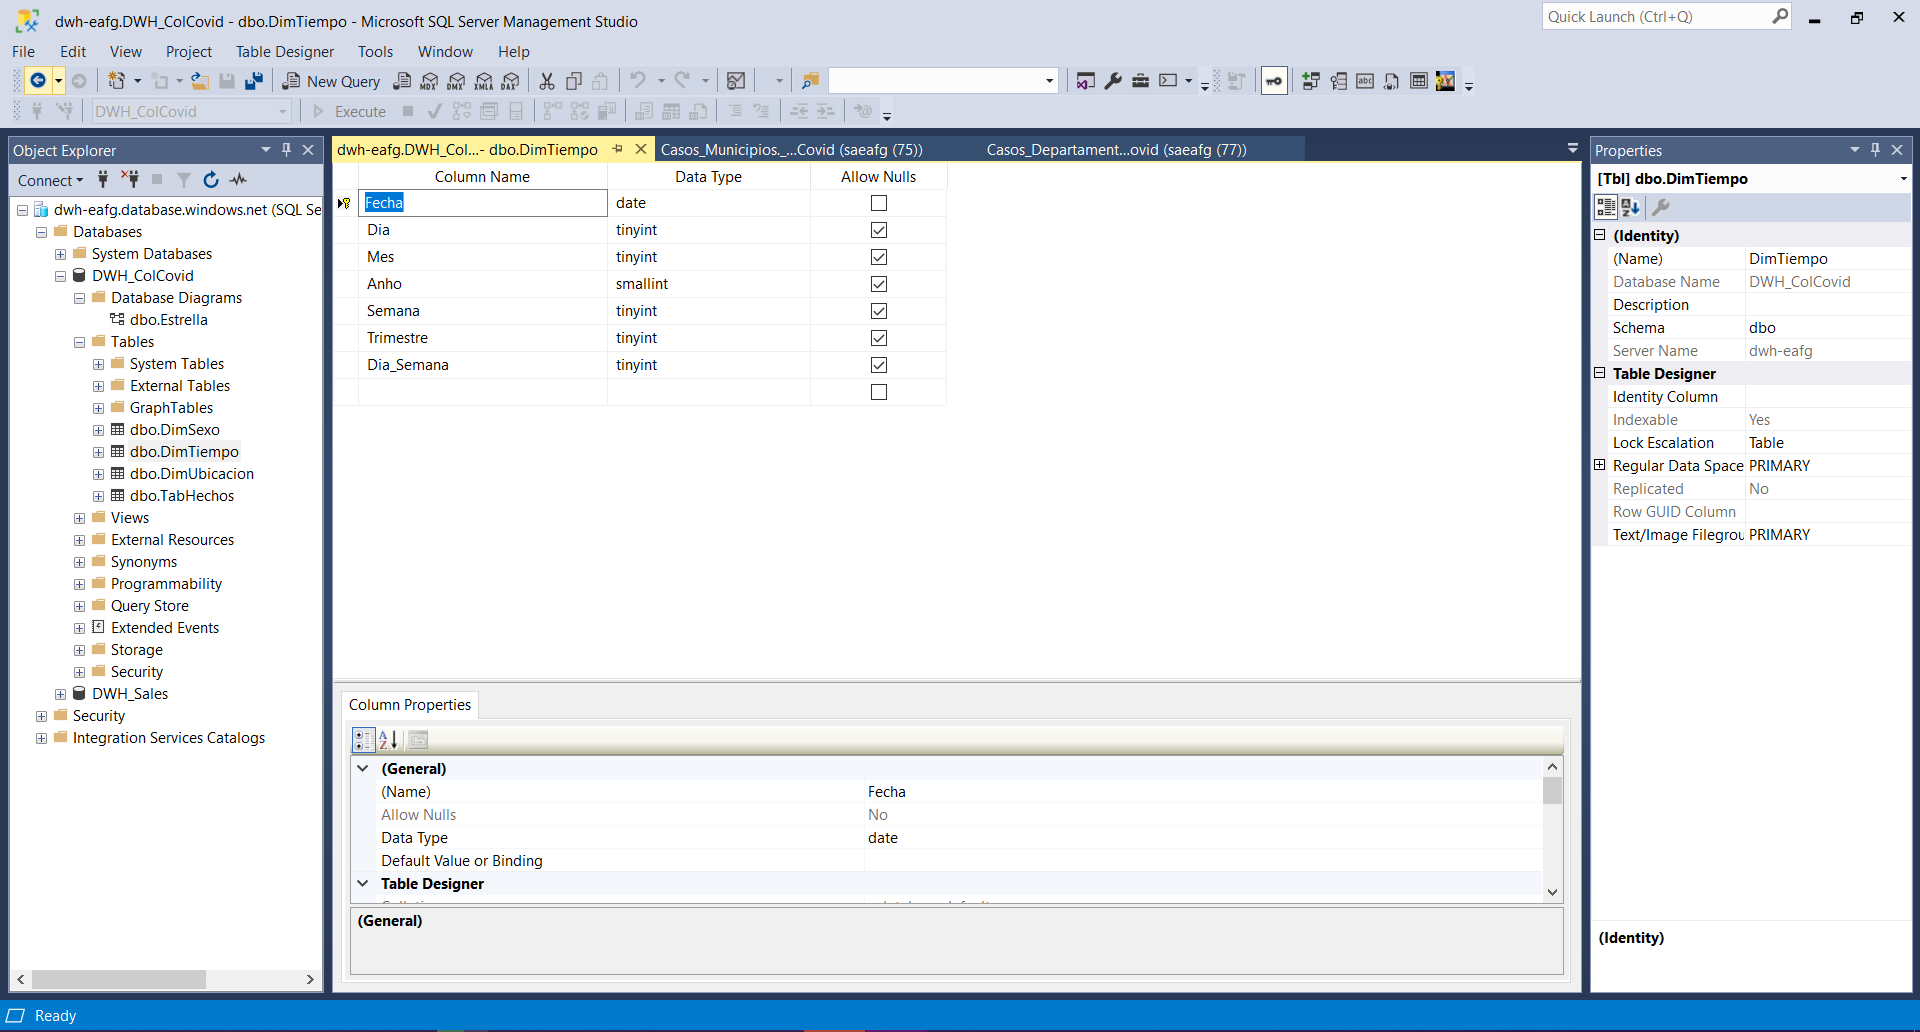 dwh-eafg.DWH_ColCovid - dbo.DimTiempo - Microsoft SQL Server Management Studio
Quick Launch (Ctrl+Q)
File Edit View Project Table Designer Tools Window Help
New Query MDX DMX XMLA DAX
DWH_ColCovid Execute
Object Explorer
Connect
dwh-eafg.database.windows.net (SQL Se
Databases
System Databases
DWH_ColCovid
Database Diagrams
dbo.Estrella
Tables
System Tables
External Tables
GraphTables
dbo.DimSexo
dbo.DimTiempo
dbo.DimUbicacion
dbo.TabHechos
Views
External Resources
Synonyms
Programmability
Query Store
Extended Events
Storage
Security
DWH_Sales
Security
Integration Services Catalogs
dwh-eafg.DWH_Col...- dbo.DimTiempo Casos_Municipios._...Covid (saeafg (75)) Casos_Departament...ovid (saeafg (77))
Column Name Data Type Allow Nulls
Fecha date
Dia tinyint
Mes tinyint
Anho smallint
Semana tinyint
Trimestre tinyint
Dia_Semana tinyint
Column Properties
(General)
(Name) Fecha
Allow Nulls No
Data Type date
Default Value or Binding
Table Designer
(General)
Properties
[Tbl] dbo.DimTiempo
(Identity)
(Name) DimTiempo
Database Name DWH_ColCovid
Description
Schema dbo
Server Name dwh-eafg
Table Designer
Identity Column
Indexable Yes
Lock Escalation Table
Regular Data Space PRIMARY
Replicated No
Row GUID Column
Text/Image Filegrou PRIMARY
(Identity)
Ready